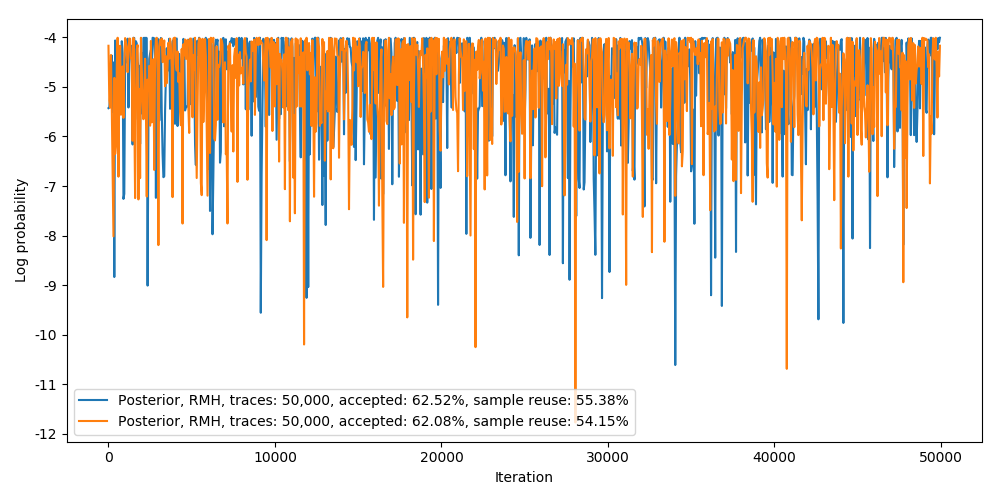 -4
-5
-6
-7
-8
-9
-10
-11
-12
Log probability
Posterior, RMH, traces: 50,000, accepted: 62.52%, sample reuse: 55.38%
Posterior, RMH, traces: 50,000, accepted: 62.08%, sample reuse: 54.15%
0 10000 20000 30000 40000 50000
Iteration